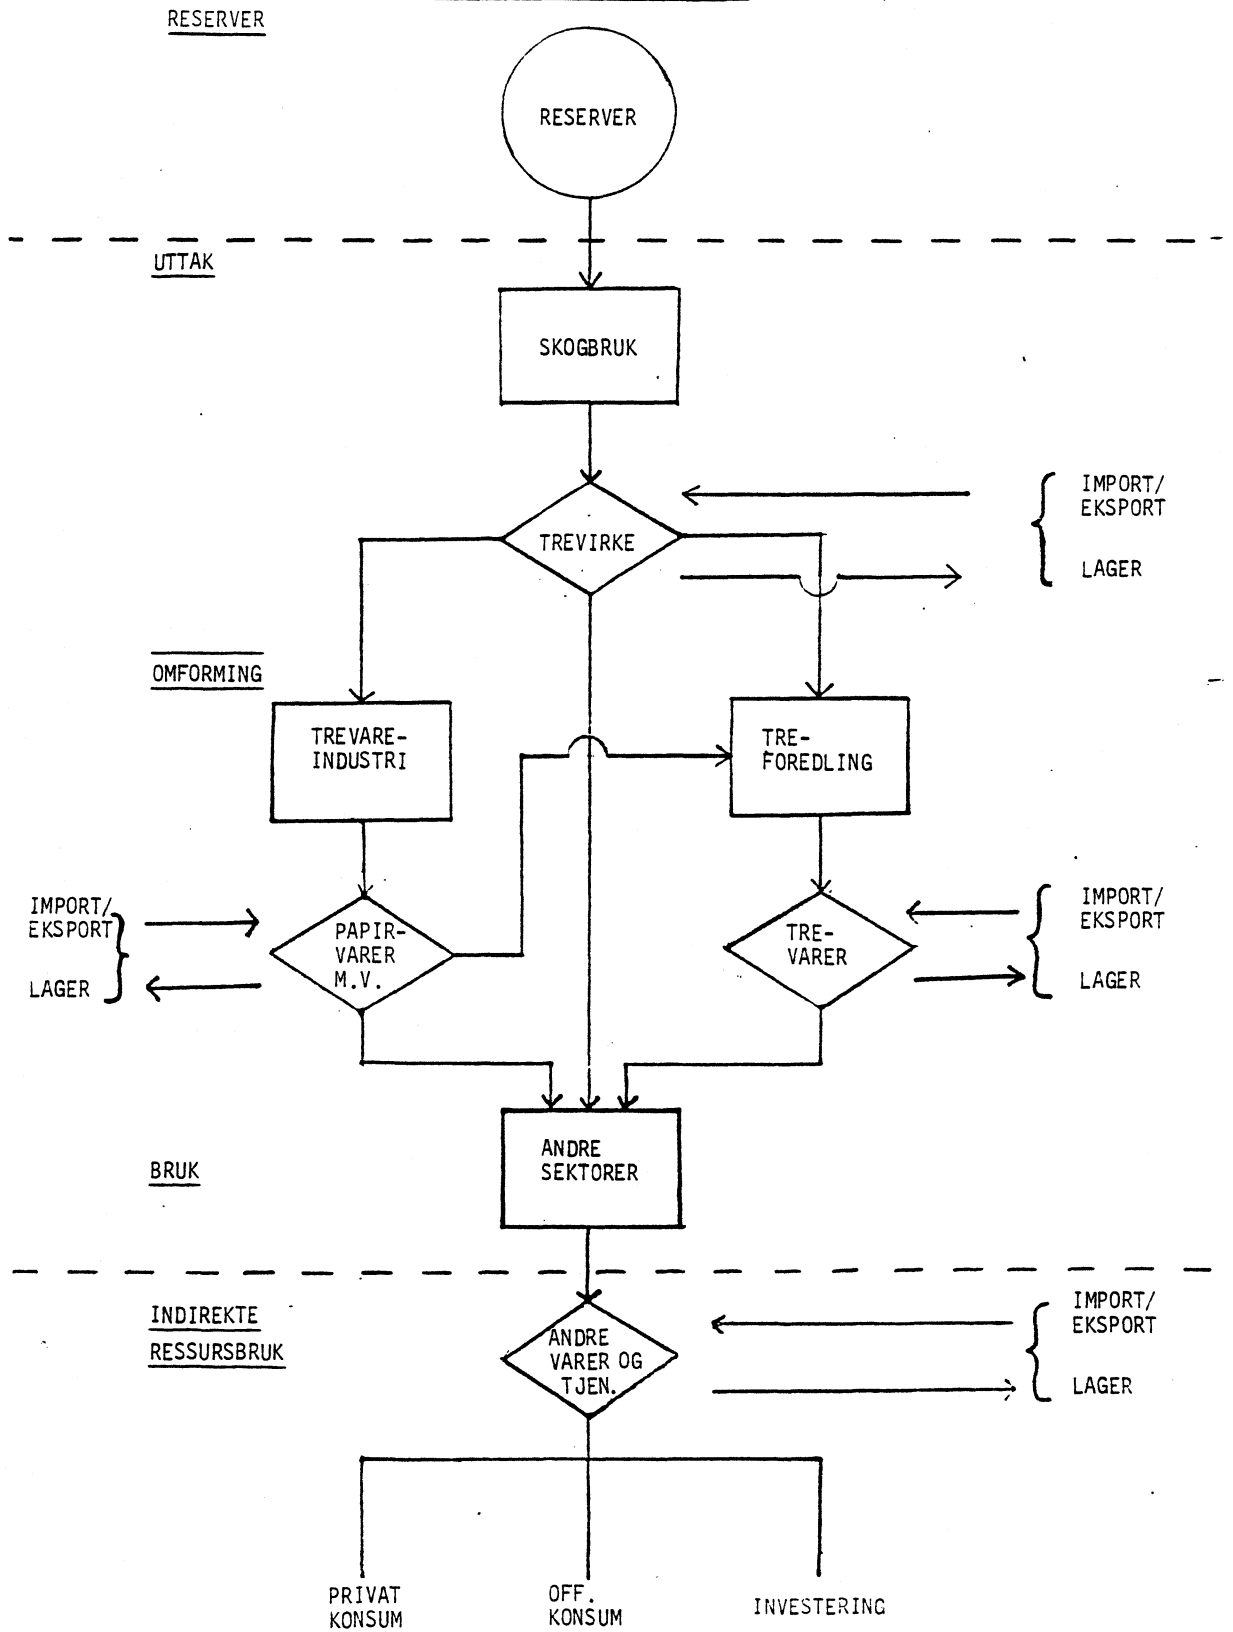 RESERVER
RESERVER
UTTAK
SKOGBRUK
IMPORT/
EKSPORT
TREVIRKE
LAGER
OMFORMING
TREVARE-
INDUSTRI
TRE-
FOREDLING
IMPORT/
EKSPORT
LAGER
PAPIR-
VARER
M.V.
TRE-
VARER
IMPORT/
EKSPORT
LAGER
ANDRE
SEKTORER
BRUK
INDIREKTE
RESSURSBRUK
ANDRE
VARER OG
TJEN.
IMPORT/
EKSPORT
LAGER
PRIVAT
KONSUM
OFF.
KONSUM
INVESTERING